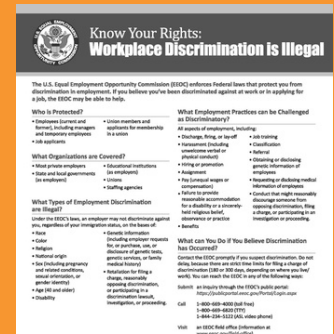 Know Your Rights:
Workplace Discrimination is Illegal
The U.S. Equal Employment Opportunity Commission (EEOC) enforces Federal laws that protect you from
discrimination in employment. If you believe you've been discriminated against at work or in applying for
a job, the EEOC may be able to help.
Who is Protected?
• Employees (current and
former), including managers
and temporary employees
• Job applicants
• Union members and
applicants for membership
in a union
What Organizations are Covered?
• Most private employers
• State and local governments
(as employers)
• Educational institutions
(as employers)
• Unions
• Staffing agencies
What Types of Employment Discrimination
are Illegal?
Under the EEOC's laws, an employer may not discriminate against
you, regardless of your immigration status, on the bases of:
• Race
• Color
• Religion
• National origin
• Sex (including pregnancy
and related conditions,
sexual orientation, or
gender identity)
• Age (40 and older)
• Disability
• Genetic information
(including employer requests
for, or purchase, use, or
disclosure of genetic tests,
genetic services, or family
medical history)
• Retaliation for filing a
charge, reasonably
opposing discrimination,
or participating in a
discrimination lawsuit,
investigation, or proceeding.
What Employment Practices can be Challenged
as Discriminatory?
All aspects of employment, including:
• Discharge, firing, or lay-off
• Harassment (including
unwelcome verbal or
physical conduct)
• Hiring or promotion
• Assignment
• Pay (unequal wages or
compensation)
• Failure to provide
reasonable accommodation
for a disability or a sincerely-
held religious belief,
observance or practice
• Benefits
• Job training
• Classification
• Referral
• Obtaining or disclosing
genetic information of
employees
• Requesting or disclosing medical
information of employees
• Conduct that might reasonably
discourage someone from
opposing discrimination, filing
a charge, or participating in an
investigation or proceeding.
What can You Do if You Believe Discrimination
has Occurred?
Contact the EEOC promptly if you suspect discrimination. Do not
delay, because there are strict time limits for filing a charge of
discrimination (180 or 300 days, depending on where you live/
work). You can reach the EEOC in any of the following ways:
Submit an inquiry through the EEOC's public portal:
https://publicportal.eeoc.gov/Portal/Login.aspx
Call 1-800-669-4000 (toll free)
1-800-669-6820 (TTY)
1-844-234-5122 (ASL video phone)
Visit an EEOC field office (information at